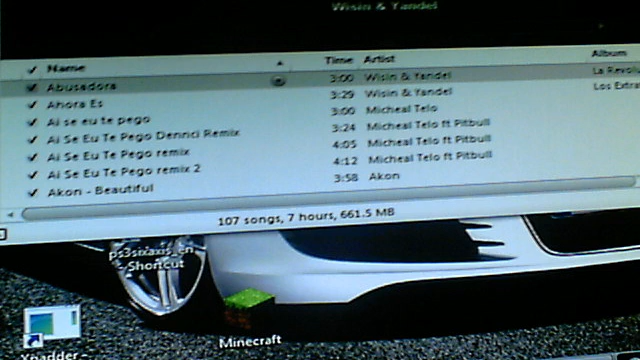 Wisin & Yandel
Name Time Artist Album
Abusadora 3:00 Wisin & Yandel La Revolu
Ahora Es 3:29 Wisin & Yandel Los Extra
Ai se eu te pego 3:00 Micheal Telo
Ai Se Eu Te Pego Dennci Remix 3:24 Micheal Telo ft Pitbull
Ai Se Eu Te Pego remix 4:05 Micheal Telo ft Pitbull
Ai Se Eu Te Pego remix 2 4:12 Micheal Telo ft Pitbull
Akon - Beautiful 3:58 Akon
107 songs, 7 hours, 661.5 MB
ps3sixaxis_en
- Shortcut
Minecraft
Xpadder -